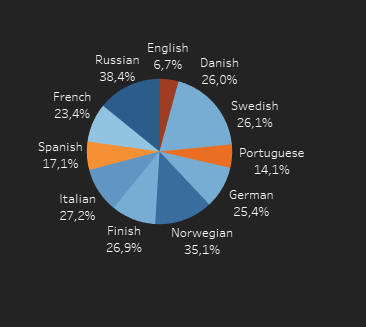 English
6,7%
Danish
26,0%
Swedish
26,1%
Portuguese
14,1%
German
25,4%
Norwegian
35,1%
Finish
26,9%
Italian
27,2%
Spanish
17,1%
French
23,4%
Russian
38,4%